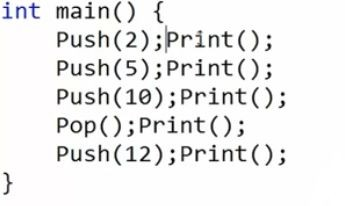 int main() {
    Push(2);Print();
    Push(5);Print();
    Push(10);Print();
    Pop();Print();
    Push(12);Print();
}